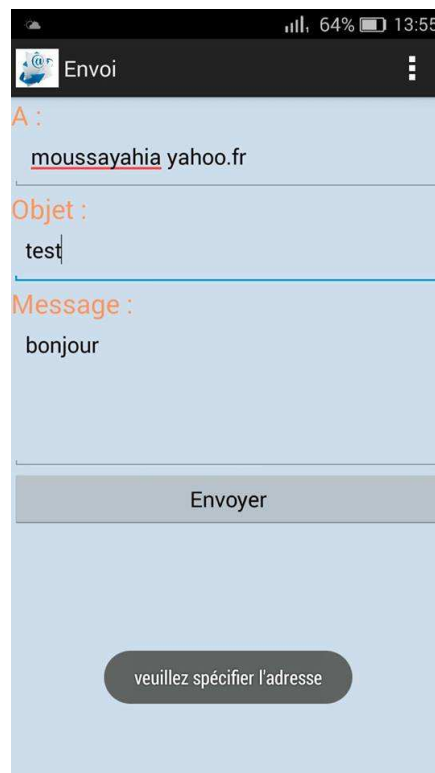 64% 13:55
Envoi
A :
moussayahia yahoo.fr
Objet :
test
Message :
bonjour
Envoyer
veuillez spécifier l'adresse